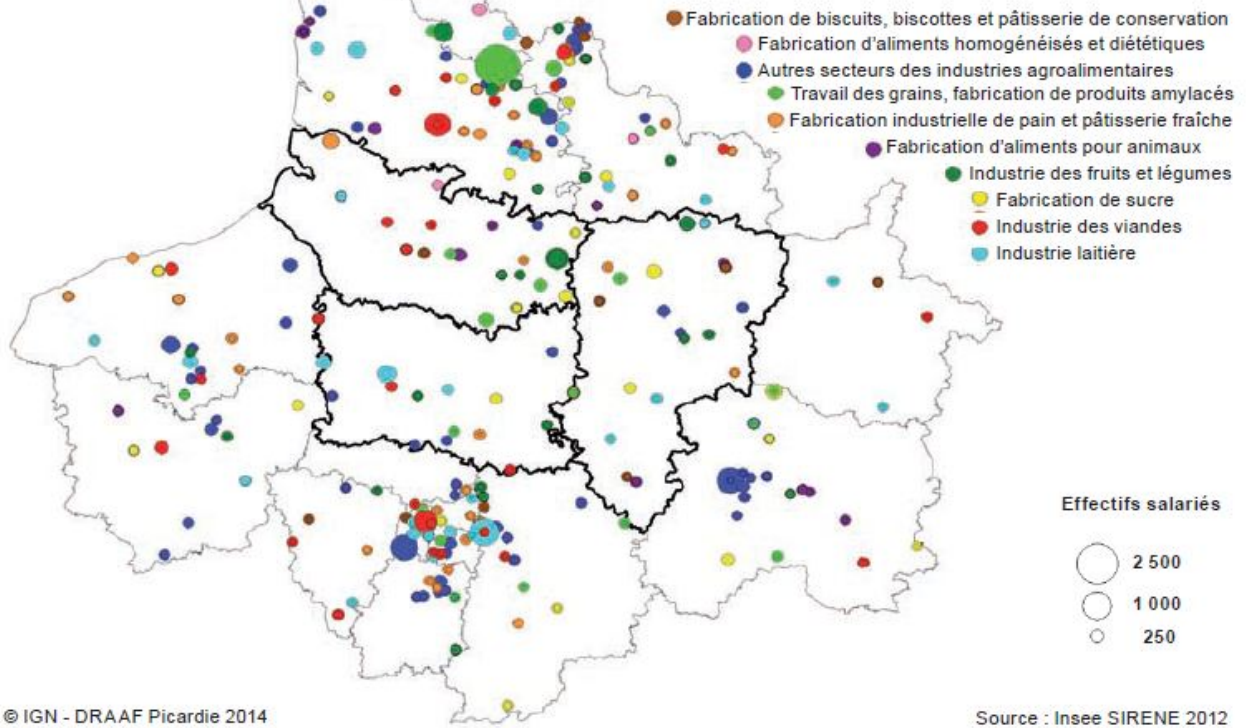 Fabrication de biscuits, biscottes et pâtisserie de conservation
Fabrication d'aliments homogénéisés et diététiques
Autres secteurs des industries agroalimentaires
Travail des grains, fabrication de produits amylacés
Fabrication industrielle de pain et pâtisserie fraîche
Fabrication d'aliments pour animaux
Industrie des fruits et légumes
Fabrication de sucre
Industrie des viandes
Industrie laitière
Effectifs salariés
2 500
1 000
250
© IGN - DRAAF Picardie 2014
Source : Insee SIRENE 2012